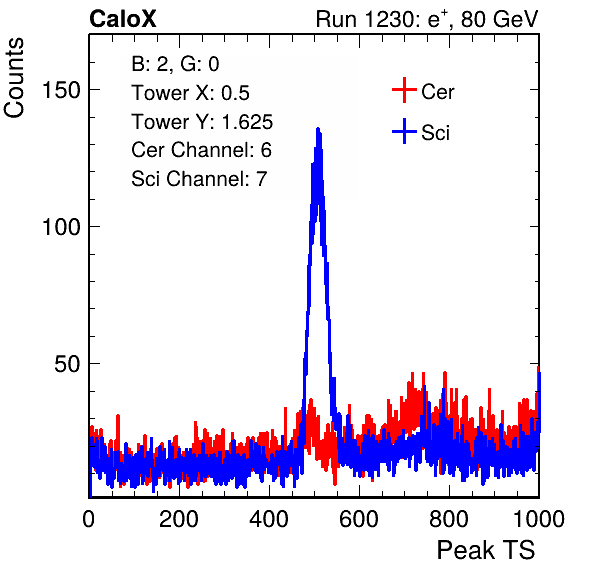 CaloX Run 1230: e⁺, 80 GeV
Counts
B: 2, G: 0
Tower X: 0.5
Tower Y: 1.625
Cer Channel: 6
Sci Channel: 7
Cer
Sci
150
100
50
0 200 400 600 800 1000
Peak TS